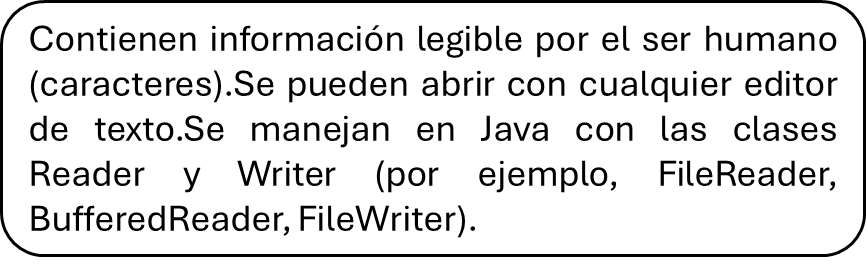 Contienen información legible por el ser humano
(caracteres).Se pueden abrir con cualquier editor
de texto.Se manejan en Java con las clases
Reader y Writer (por ejemplo, FileReader,
BufferedReader, FileWriter).